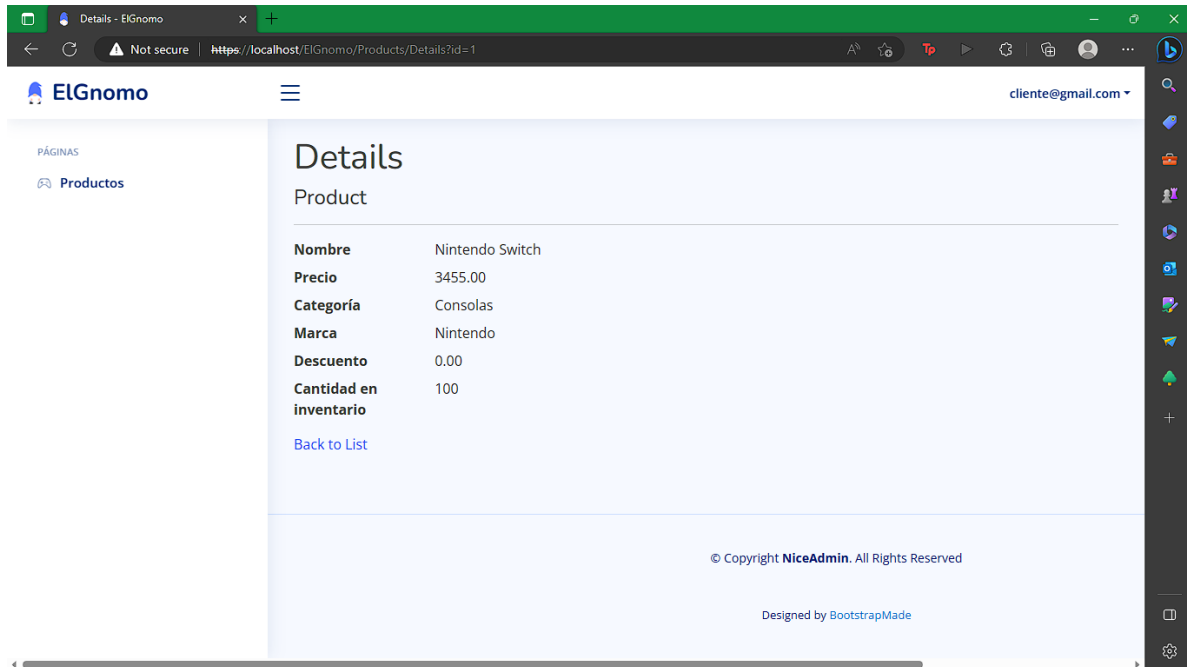 Details - ElGnomo
Not secure https://localhost/ElGnomo/Products/Details?id=1
ElGnomo
cliente@gmail.com
PÁGINAS
Productos
Details
Product
Nombre Nintendo Switch
Precio 3455.00
Categoría Consolas
Marca Nintendo
Descuento 0.00
Cantidad en 100
inventario
Back to List
© Copyright NiceAdmin. All Rights Reserved
Designed by BootstrapMade